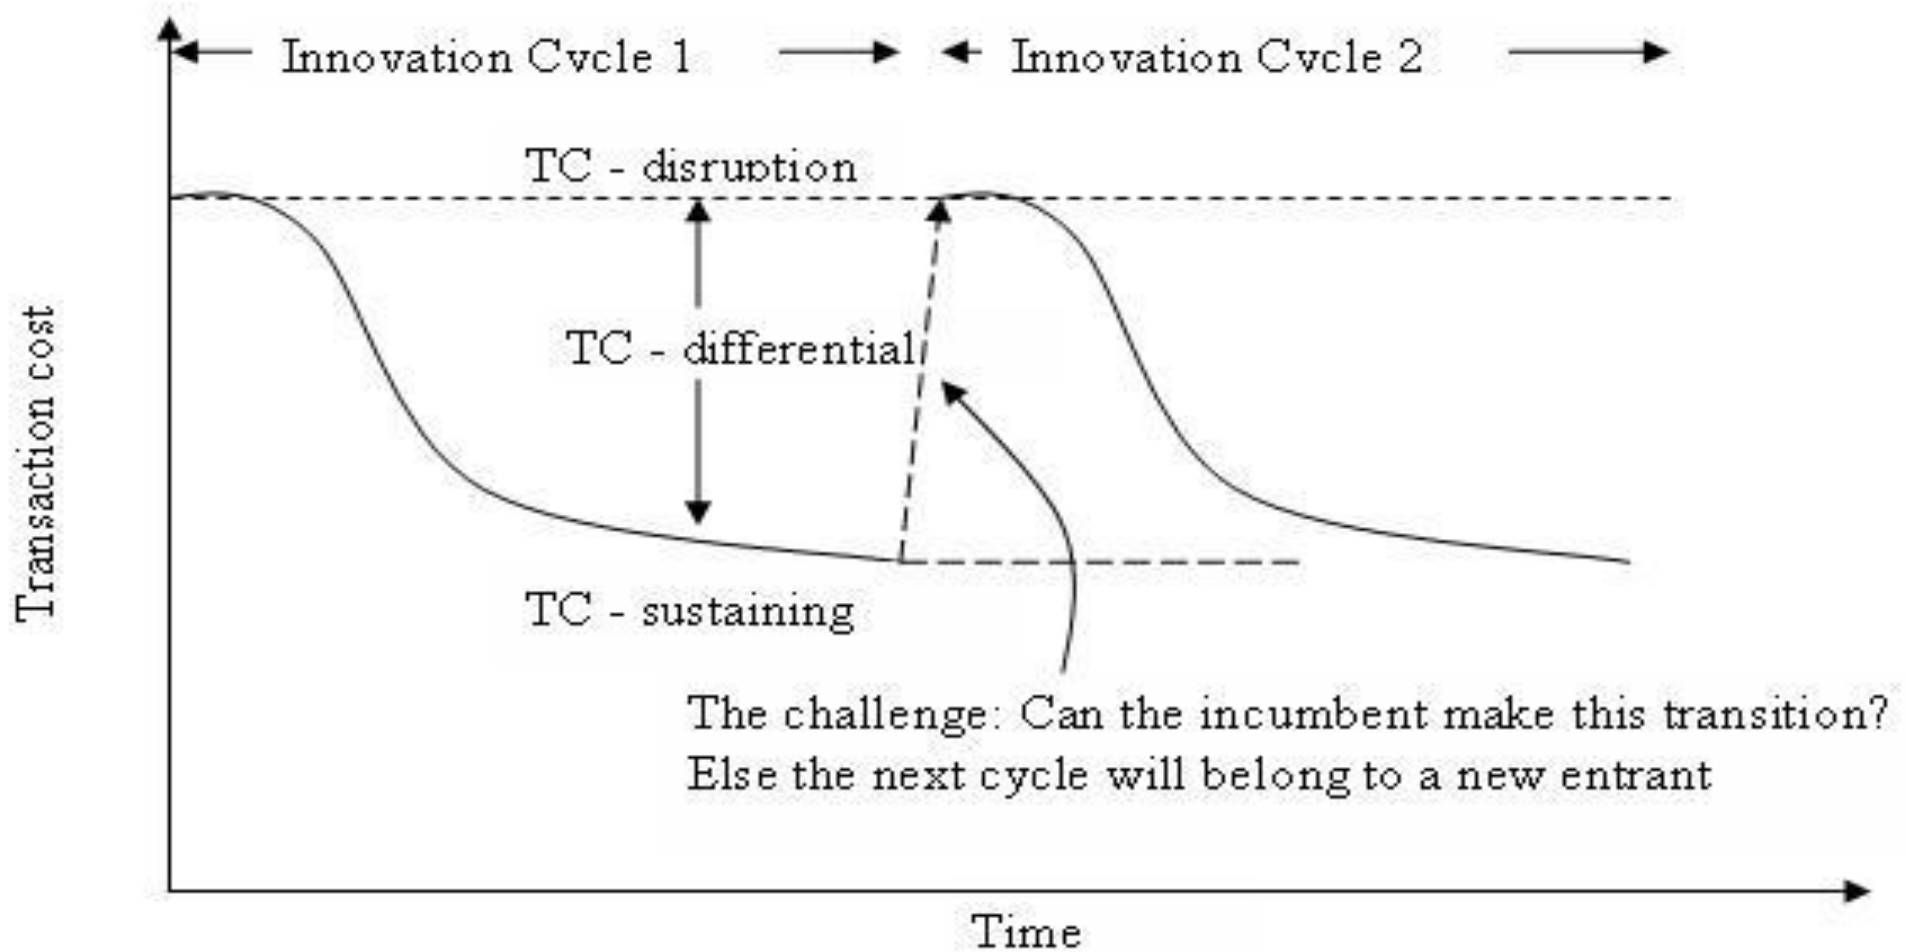 Innovation Cycle 1
Innovation Cycle 2
TC - disruption
TC - differential
TC - sustaining
The challenge: Can the incumbent make this transition?
Else the next cycle will belong to a new entrant
Transaction cost
Time